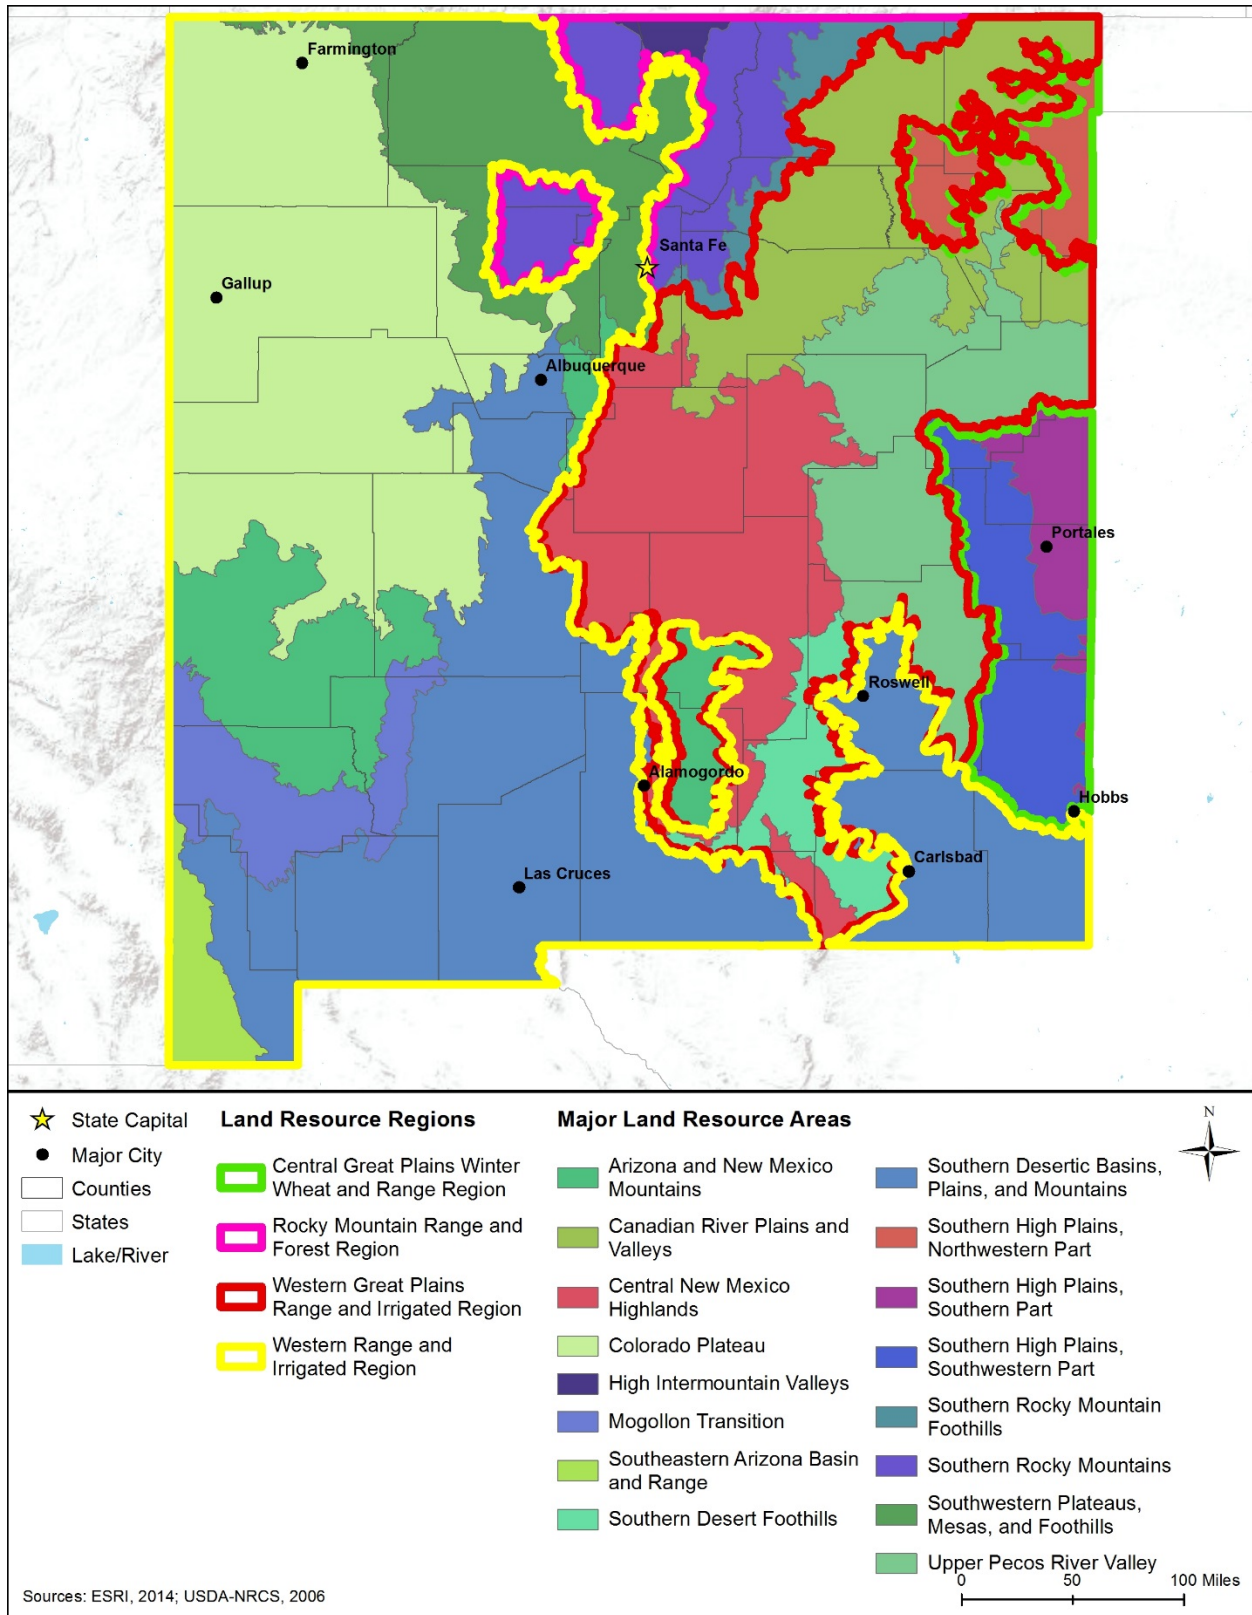 Farmington
Santa Fe
Gallup
Albuquerque
Portales
Roswell
Alamogordo
Hobbs
Carlsbad
Las Cruces
State Capital
Major City
Counties
States
Lake/River
Land Resource Regions
Central Great Plains Winter
Wheat and Range Region
Rocky Mountain Range and
Forest Region
Western Great Plains
Range and Irrigated Region
Western Range and
Irrigated Region
Major Land Resource Areas
Arizona and New Mexico
Mountains
Canadian River Plains and
Valleys
Central New Mexico
Highlands
Colorado Plateau
High Intermountain Valleys
Mogollon Transition
Southeastern Arizona Basin
and Range
Southern Desert Foothills
Southern Desertic Basins,
Plains, and Mountains
Southern High Plains,
Northwestern Part
Southern High Plains,
Southern Part
Southern High Plains,
Southwestern Part
Southern Rocky Mountain
Foothills
Southern Rocky Mountains
Southwestern Plateaus,
Mesas, and Foothills
Upper Pecos River Valley
N
0 50 100 Miles
Sources: ESRI, 2014; USDA-NRCS, 2006